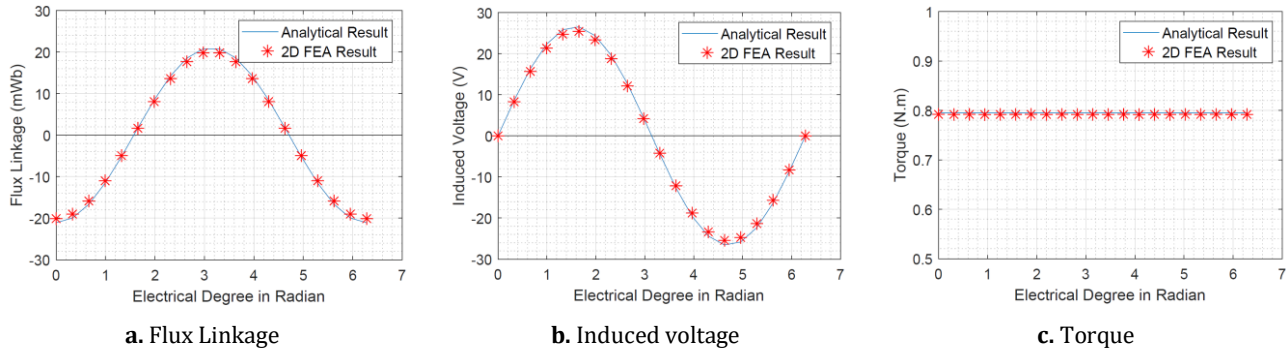 30
20
10
0
-10
-20
-30
Flux Linkage (mWb)
Analytical Result
2D FEA Result
0 1 2 3 4 5 6 7
Electrical Degree in Radian
a. Flux Linkage
30
20
10
0
-10
-20
-30
Induced Voltage (V)
Analytical Result
2D FEA Result
0 1 2 3 4 5 6 7
Electrical Degree in Radian
b. Induced voltage
1
0.9
0.8
0.7
0.6
0.5
Torque (N.m)
Analytical Result
2D FEA Result
0 1 2 3 4 5 6 7
Electrical Degree in Radian
c. Torque